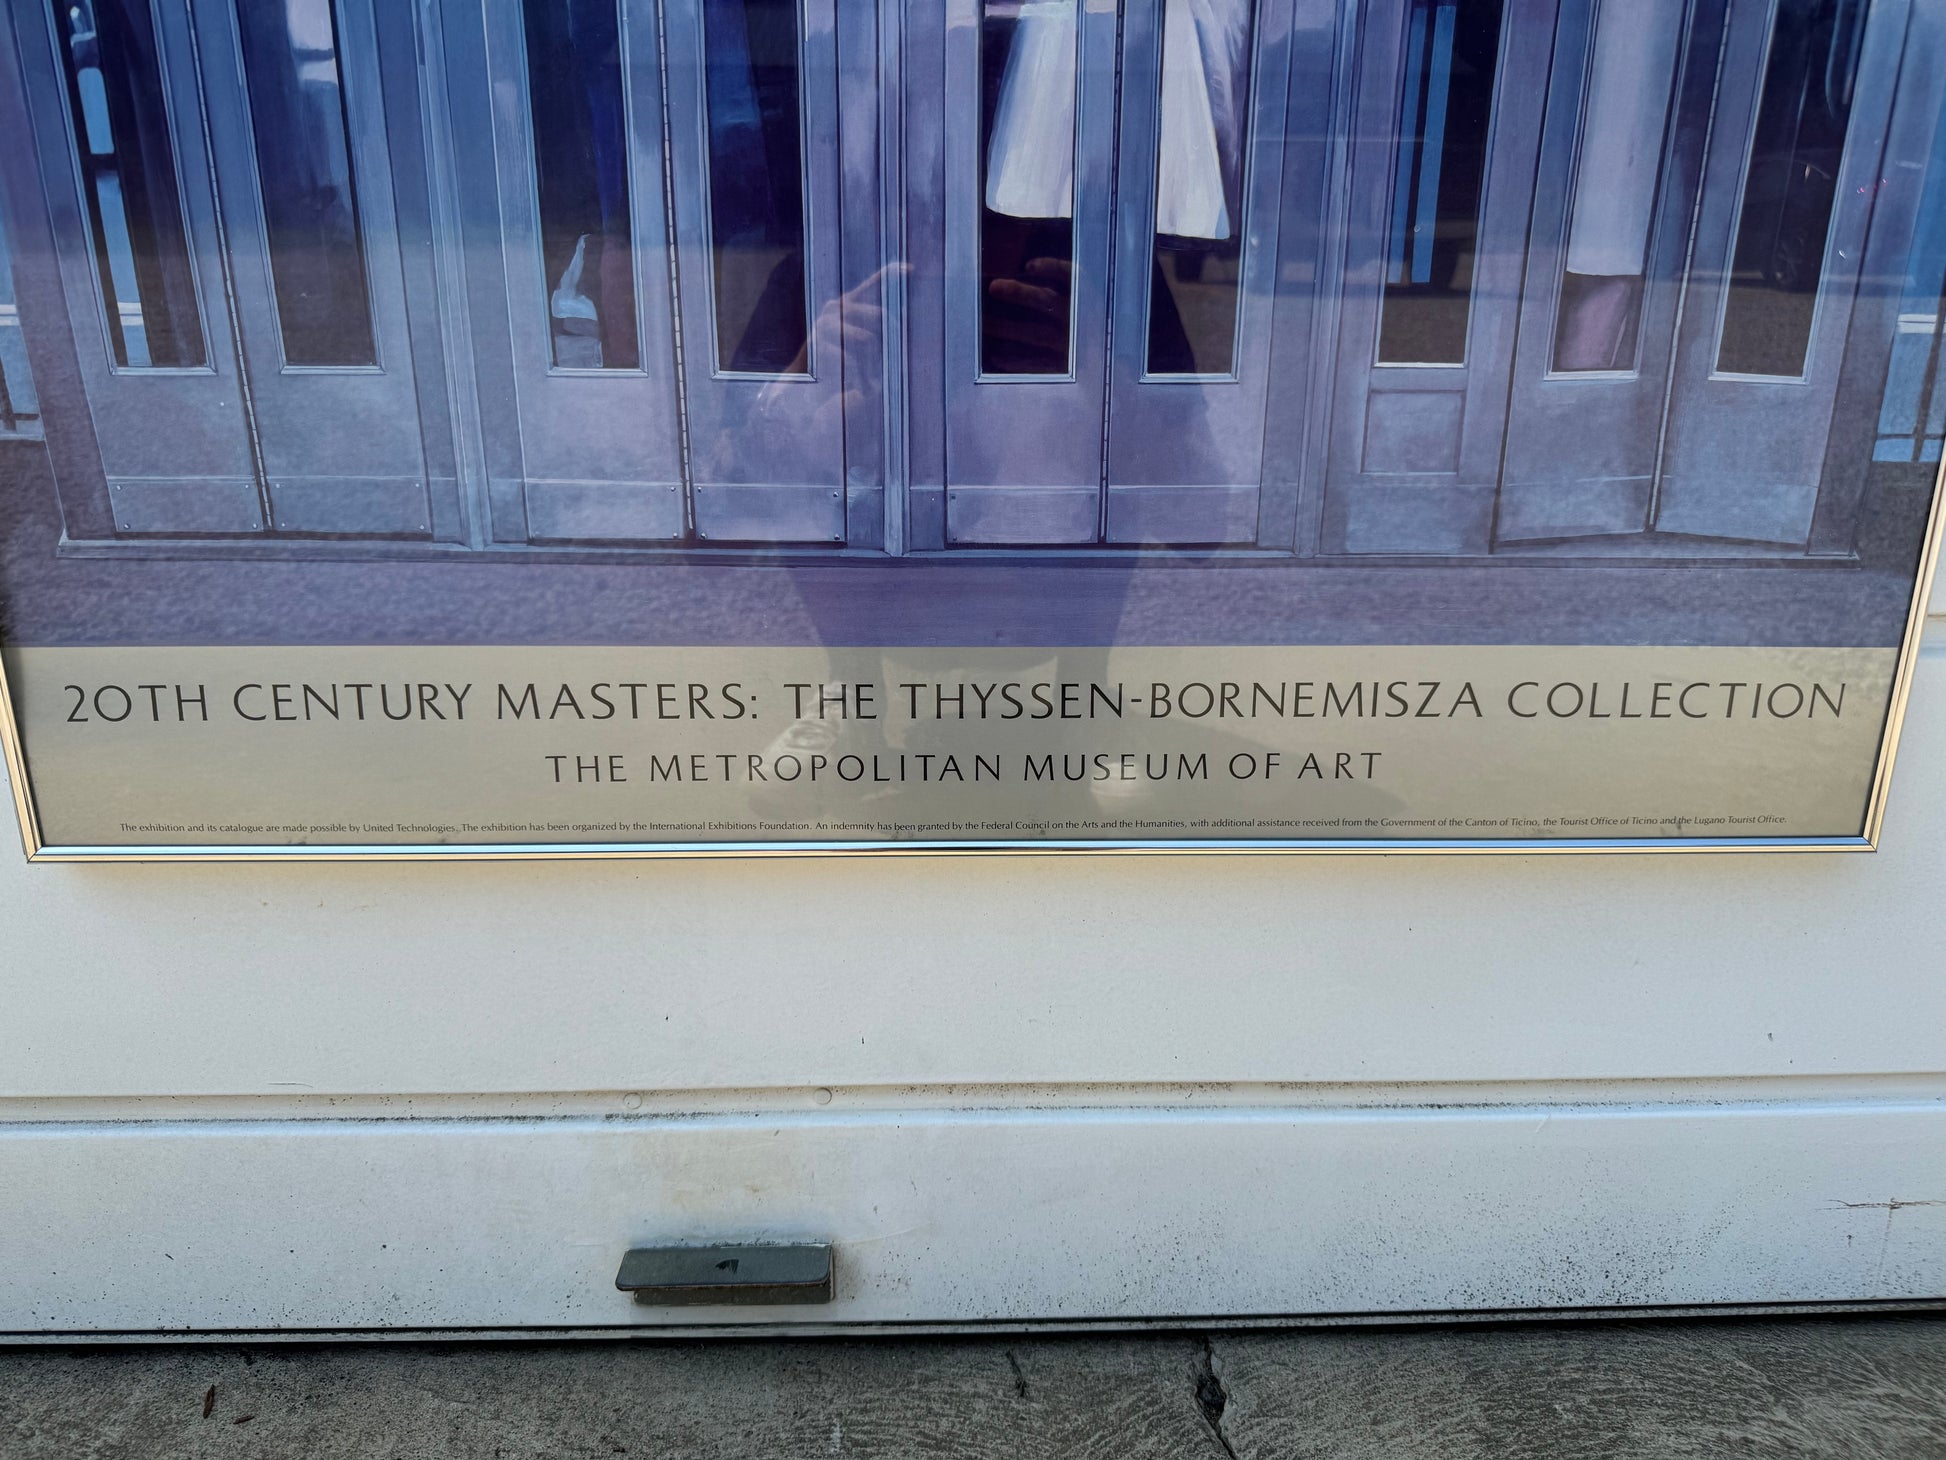 20TH CENTURY MASTERS: THE THYSSEN-BORNEMISZA COLLECTION
THE METROPOLITAN MUSEUM OF ART
The exhibition and its catalogue are made possible by United Technologies. The exhibition has been organized by the International Exhibitions Foundation. An indemnity has been granted by the Federal Council on the Arts and the Humanities, with additional assistance received from the Government of the Canton of Ticino, the Tourist Office of Ticino and the Lugano Tourist Office.